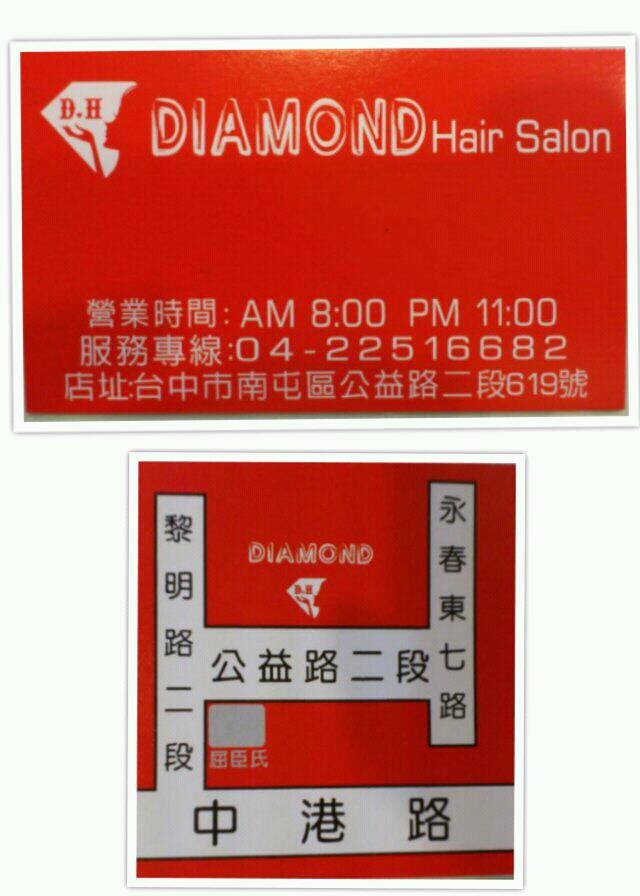 D.H
DIAMOND Hair Salon
營業時間: AM 8:00 PM 11:00
服務專線:04-22516682
店址:台中市南屯區公益路二段619號
黎明路二段
DIAMOND
D.H
永春東七路
公益路二段
屈臣氏
中港路